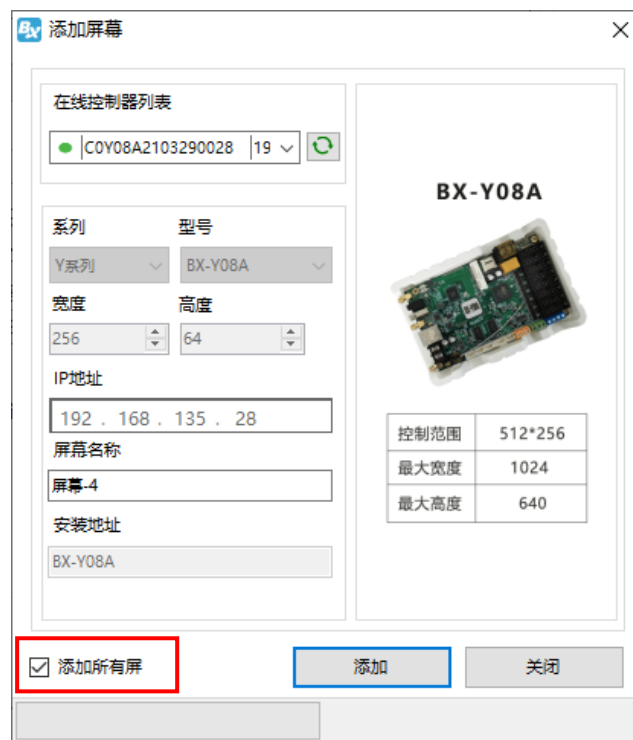 BX 添加屏幕
在线控制器列表
C0Y08A2103290028 19
系列 型号
Y系列 BX-Y08A
宽度 高度
256 64
IP地址
192 . 168 . 135 . 28
屏幕名称
屏幕-4
安装地址
BX-Y08A
BX-Y08A
控制范围 512*256
最大宽度 1024
最大高度 640
添加所有屏 添加 关闭